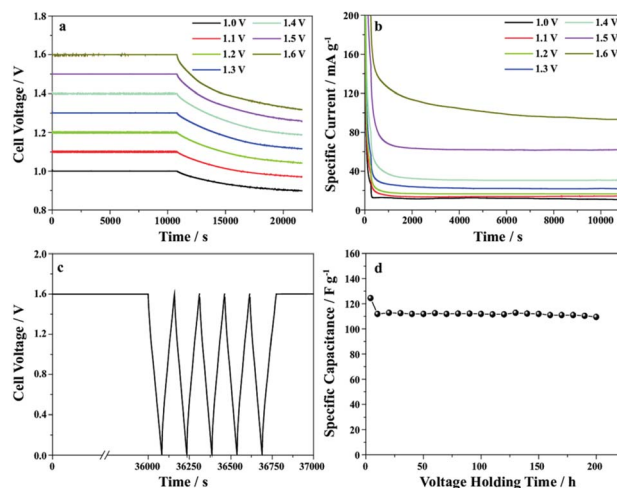 a
1.0 V
1.1 V
1.2 V
1.3 V
1.4 V
1.5 V
1.6 V
1.8
1.6
1.4
1.2
1.0
0.8
Cell Voltage / V
0
5000
10000
15000
20000
Time / s
b
1.0 V
1.1 V
1.2 V
1.3 V
1.4 V
1.5 V
1.6 V
200
160
120
80
40
0
Specific Current / mA g-1
0
2000
4000
6000
8000
10000
Time / s
c
2.0
1.6
1.2
0.8
0.4
0.0
Cell Voltage / V
0
36000
36250
36500
36750
37000
Time / s
d
160
140
120
100
80
60
40
20
0
Specific Capacitance / F g-1
0
50
100
150
200
Voltage Holding Time / h